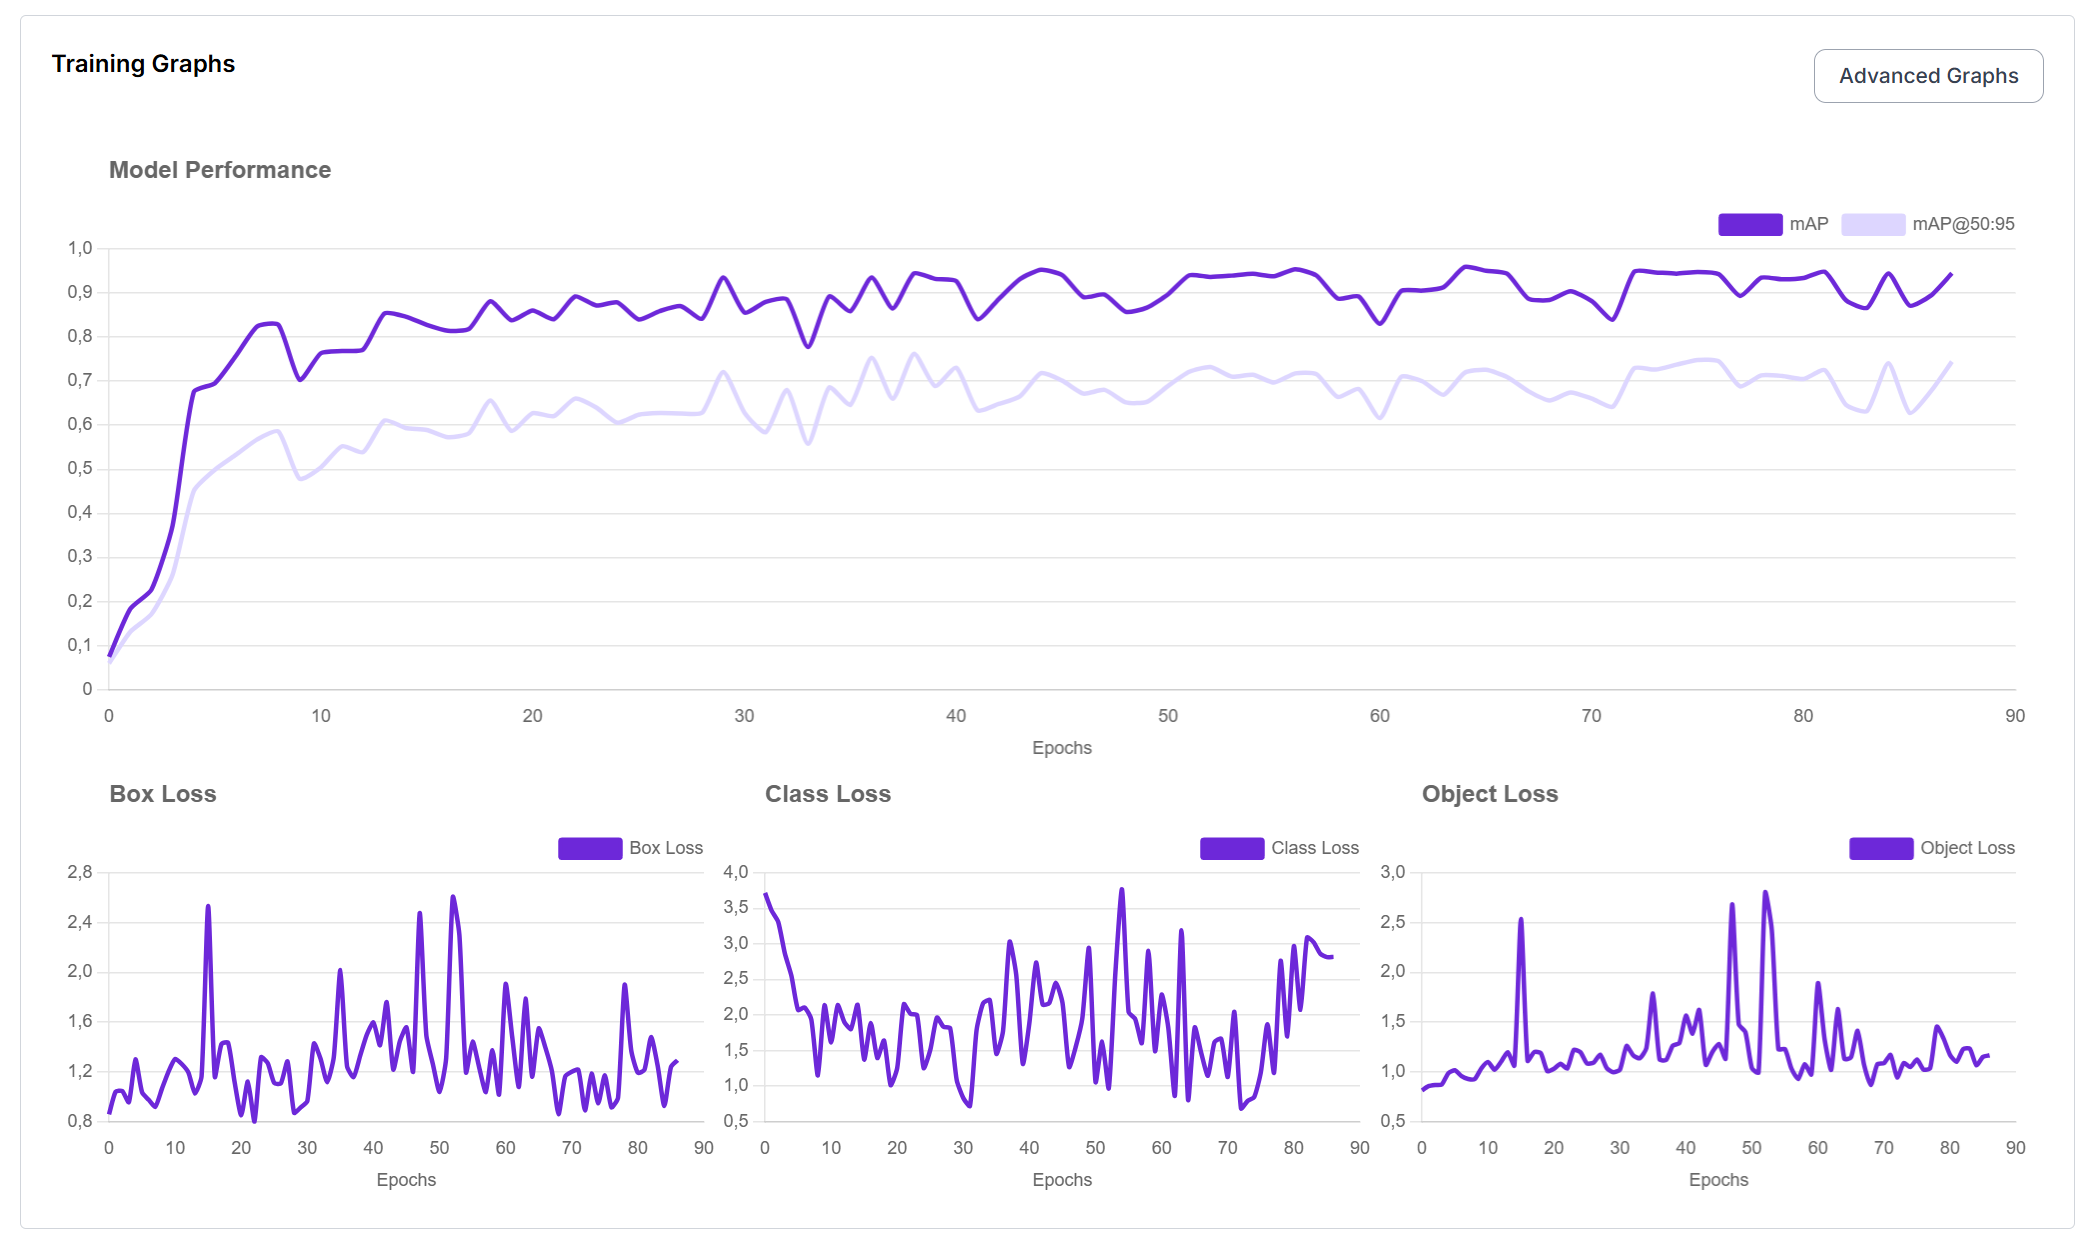 Training Graphs
Advanced Graphs
Model Performance
mAP mAP@50:95
1,0
0,9
0,8
0,7
0,6
0,5
0,4
0,3
0,2
0,1
0
0 10 20 30 40 50 60 70 80 90
Epochs
Box Loss
Box Loss
2,8
2,4
2,0
1,6
1,2
0,8
0 10 20 30 40 50 60 70 80 90
Epochs
Class Loss
Class Loss
4,0
3,5
3,0
2,5
2,0
1,5
1,0
0,5
0 10 20 30 40 50 60 70 80 90
Epochs
Object Loss
Object Loss
3,0
2,5
2,0
1,5
1,0
0,5
0 10 20 30 40 50 60 70 80 90
Epochs